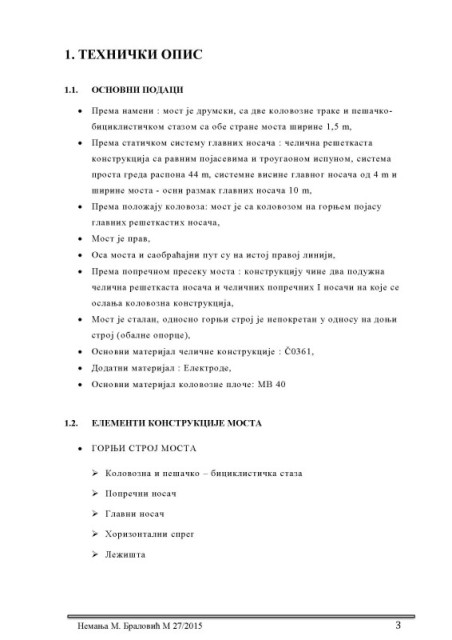 1. ТЕХНИЧКИ ОПИС
1.1. ОСНОВНИ ПОДАЦИ
• Према намени : мост је друмски, са две коловозне траке и пешачко-
бициклистичком стазом са обе стране моста ширине 1,5 m,
• Према статичком систему главних носача : челична решеткаста
конструкција са равним појасевима и троугаоном испуном, система
проста греда распона 44 m, системне висине главног носача од 4 m и
ширине моста - осни размак главних носача 10 m,
• Према положају коловоза: мост је са коловозом на горњем појасу
главних решеткастих носача,
• Мост је прав,
• Оса моста и саобраћајни пут су на истој правој линији,
• Према попречном пресеку моста : конструкцију чине два подужна
челична решеткаста носача и челичних попречних I носачи на које се
ослања коловозна конструкција,
• Мост је сталан, односно горњи строј је непокретан у односу на доњи
строј (обалне опорце),
• Основни материјал челичне конструкције : Č0361,
• Додатни материјал : Електроде,
• Основни материјал коловозне плоче: МВ 40
1.2. ЕЛЕМЕНТИ КОНСТРУКЦИЈЕ МОСТА
• ГОРЊИ СТРОЈ МОСТА
➢ Коловозна и пешачко – бициклистичка стаза
➢ Попречни носач
➢ Главни носач
➢ Хоризонтални спрег
➢ Лежишта
Немања М. Браловић М 27/2015 3